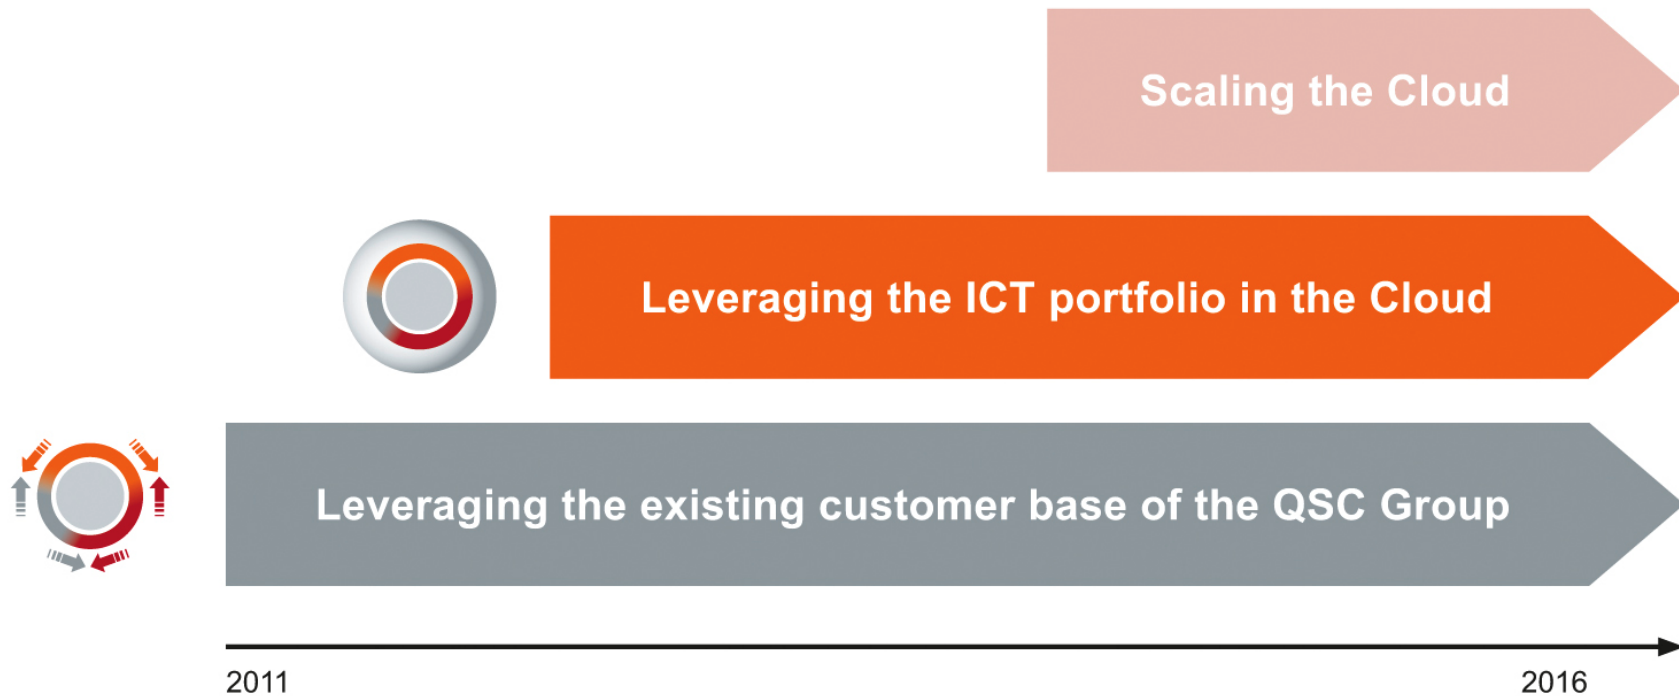 Scaling the Cloud
Leveraging the ICT portfolio in the Cloud
Leveraging the existing customer base of the QSC Group
2011
2016